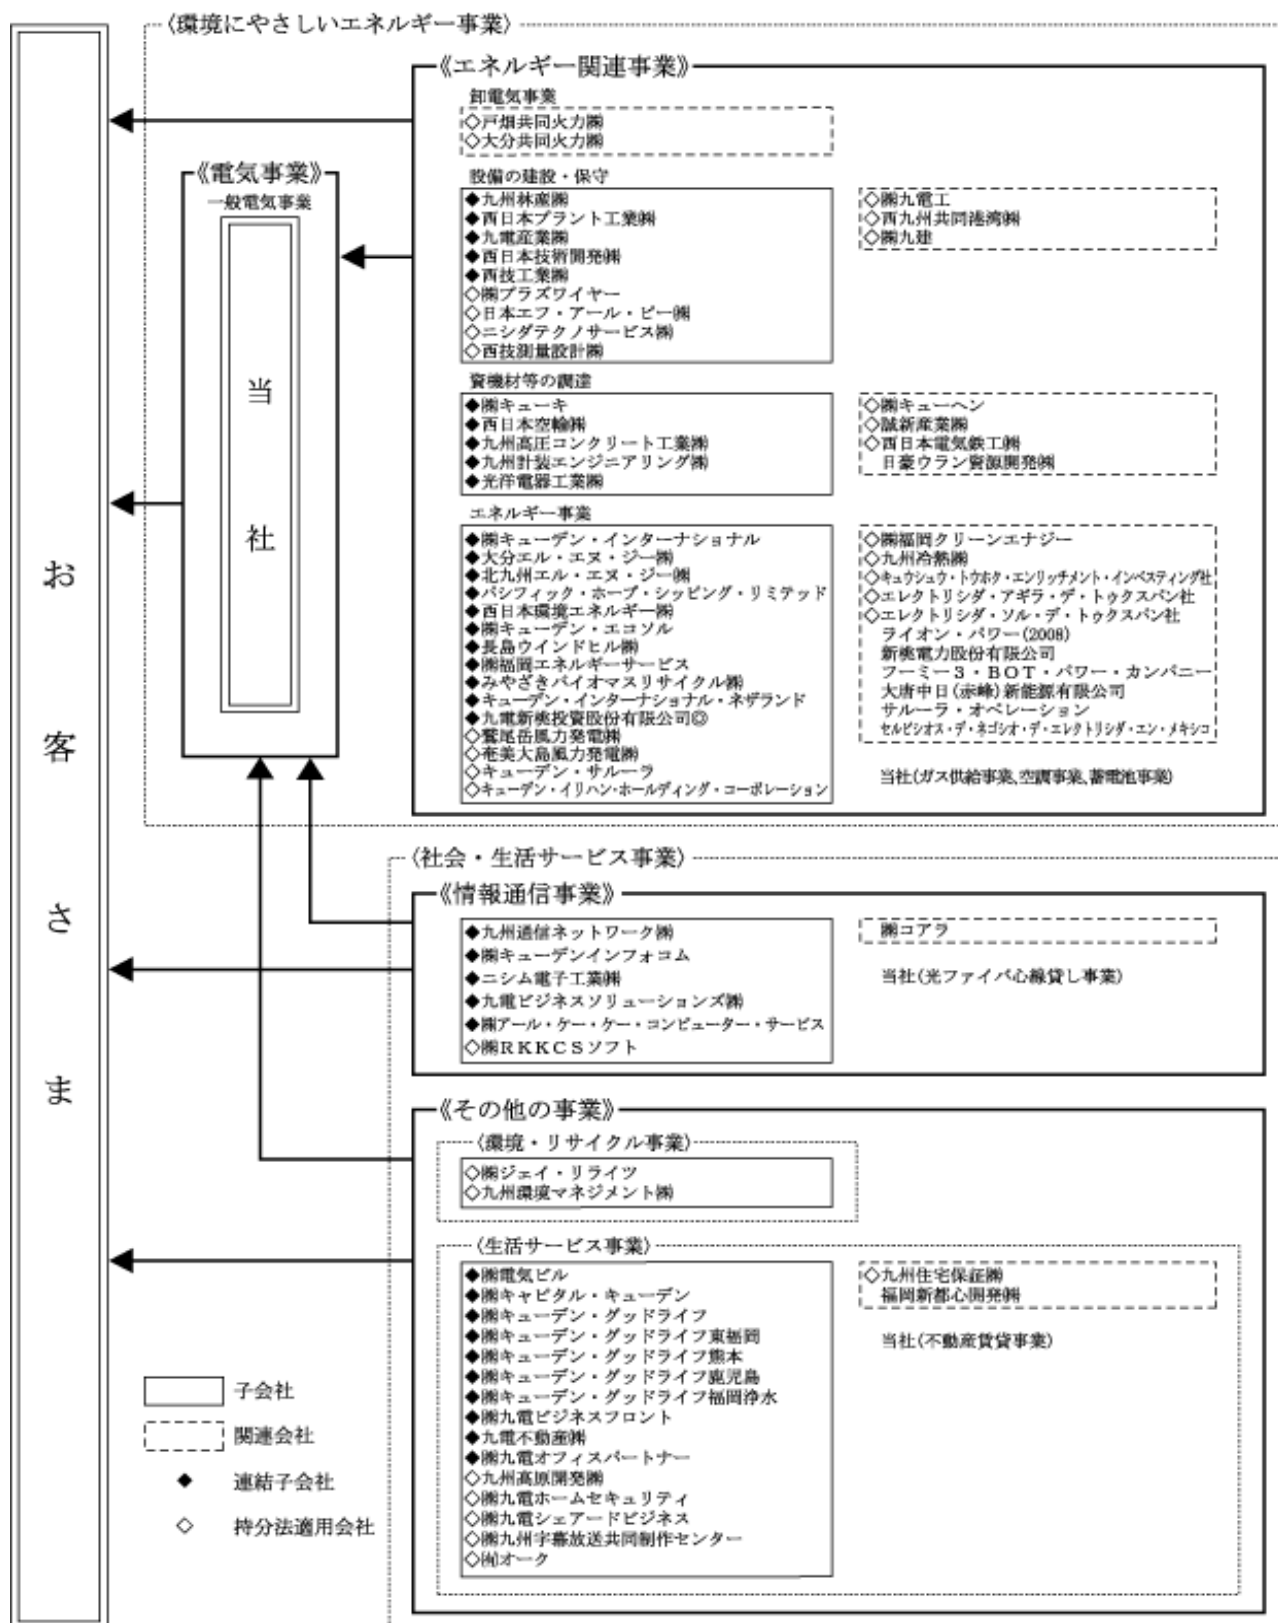 〈環境にやさしいエネルギー事業〉
《エネルギー関連事業》
卸電気事業
◇戸畑共同火力㈱
◇大分共同火力㈱
《電気事業》
一般電気事業
当社
設備の建設・保守
◆九州林産㈱
◆西日本プラント工業㈱
◆九電産業㈱
◆西日本技術開発㈱
◆西技工業㈱
◇㈱プラズワイヤー
◇日本エフ・アール・ピー㈱
◇ニシダテクノサービス㈱
◇西技測量設計㈱
◇㈱九電工
◇西九州共同港湾㈱
◇㈱九建
資機材等の調達
◆㈱キューキ
◆西日本空輸㈱
◆九州高圧コンクリート工業㈱
◆九州計装エンジニアリング㈱
◆光洋電器工業㈱
◇㈱キューヘン
◇誠新産業㈱
◇西日本電気鉄工㈱
日豪ウラン資源開発㈱
エネルギー事業
◆㈱キューデン・インターナショナル
◆大分エル・エヌ・ジー㈱
◆北九州エル・エヌ・ジー㈱
◆パシフィック・ホープ・シッピング・リミテッド
◆西日本環境エネルギー㈱
◆㈱キューデン・エコソル
◆長島ウインドヒル㈱
◆㈱福岡エネルギーサービス
◆みやざきバイオマスリサイクル㈱
◆キューデン・インターナショナル・ネザランド
◆九電新桃投資股份有限公司◎
◇鷲尾岳風力発電㈱
◇奄美大島風力発電㈱
◇キューデン・サルーラ
◇キューデン・イリハン・ホールディング・コーポレーション
◇㈱福岡クリーンエナジー
◇九州冷熱㈱
◇キュウシュウ・トウホク・エンリッチメント・インベスティング社
◇エレクトリシダ・アギラ・デ・トゥクスパン社
◇エレクトリシダ・ソル・デ・トゥクスパン社
ライオン・パワー(2008)
新桃電力股份有限公司
フーミー3・BOT・パワー・カンパニー
大唐中日(赤峰)新能源有限公司
サルーラ・オペレーション
セルビシオス・デ・ネゴシオ・デ・エレクトリシダ・エン・メキシコ
当社(ガス供給事業、空調事業、蓄電池事業)
お客さま
〈社会・生活サービス事業〉
《情報通信事業》
◆九州通信ネットワーク㈱
◆㈱キューデンインフォコム
◆ニシム電子工業㈱
◆九電ビジネスソリューションズ㈱
◆㈱アール・ケー・ケー・コンピューター・サービス
◇㈱RKKCSソフト
㈱コアラ
当社(光ファイバ心線貸し事業)
《その他の事業》
〈環境・リサイクル事業〉
◇㈱ジェイ・リライツ
◇九州環境マネジメント㈱
〈生活サービス事業〉
◆㈱電気ビル
◆㈱キャピタル・キューデン
◆㈱キューデン・グッドライフ
◆㈱キューデン・グッドライフ東福岡
◆㈱キューデン・グッドライフ熊本
◆㈱キューデン・グッドライフ鹿児島
◆㈱キューデン・グッドライフ福岡浄水
◆㈱九電ビジネスフロント
◆九電不動産㈱
◆㈱九電オフィスパートナー
◇九州高原開発㈱
◇㈱九電ホームセキュリティ
◇㈱九電シェアードビジネス
◇㈱九州字幕放送共同制作センター
◇㈲オーク
◇九州住宅保証㈱
福岡新都心開発㈱
当社(不動産賃貸事業)
子会社
関連会社
◆ 連結子会社
◇ 持分法適用会社